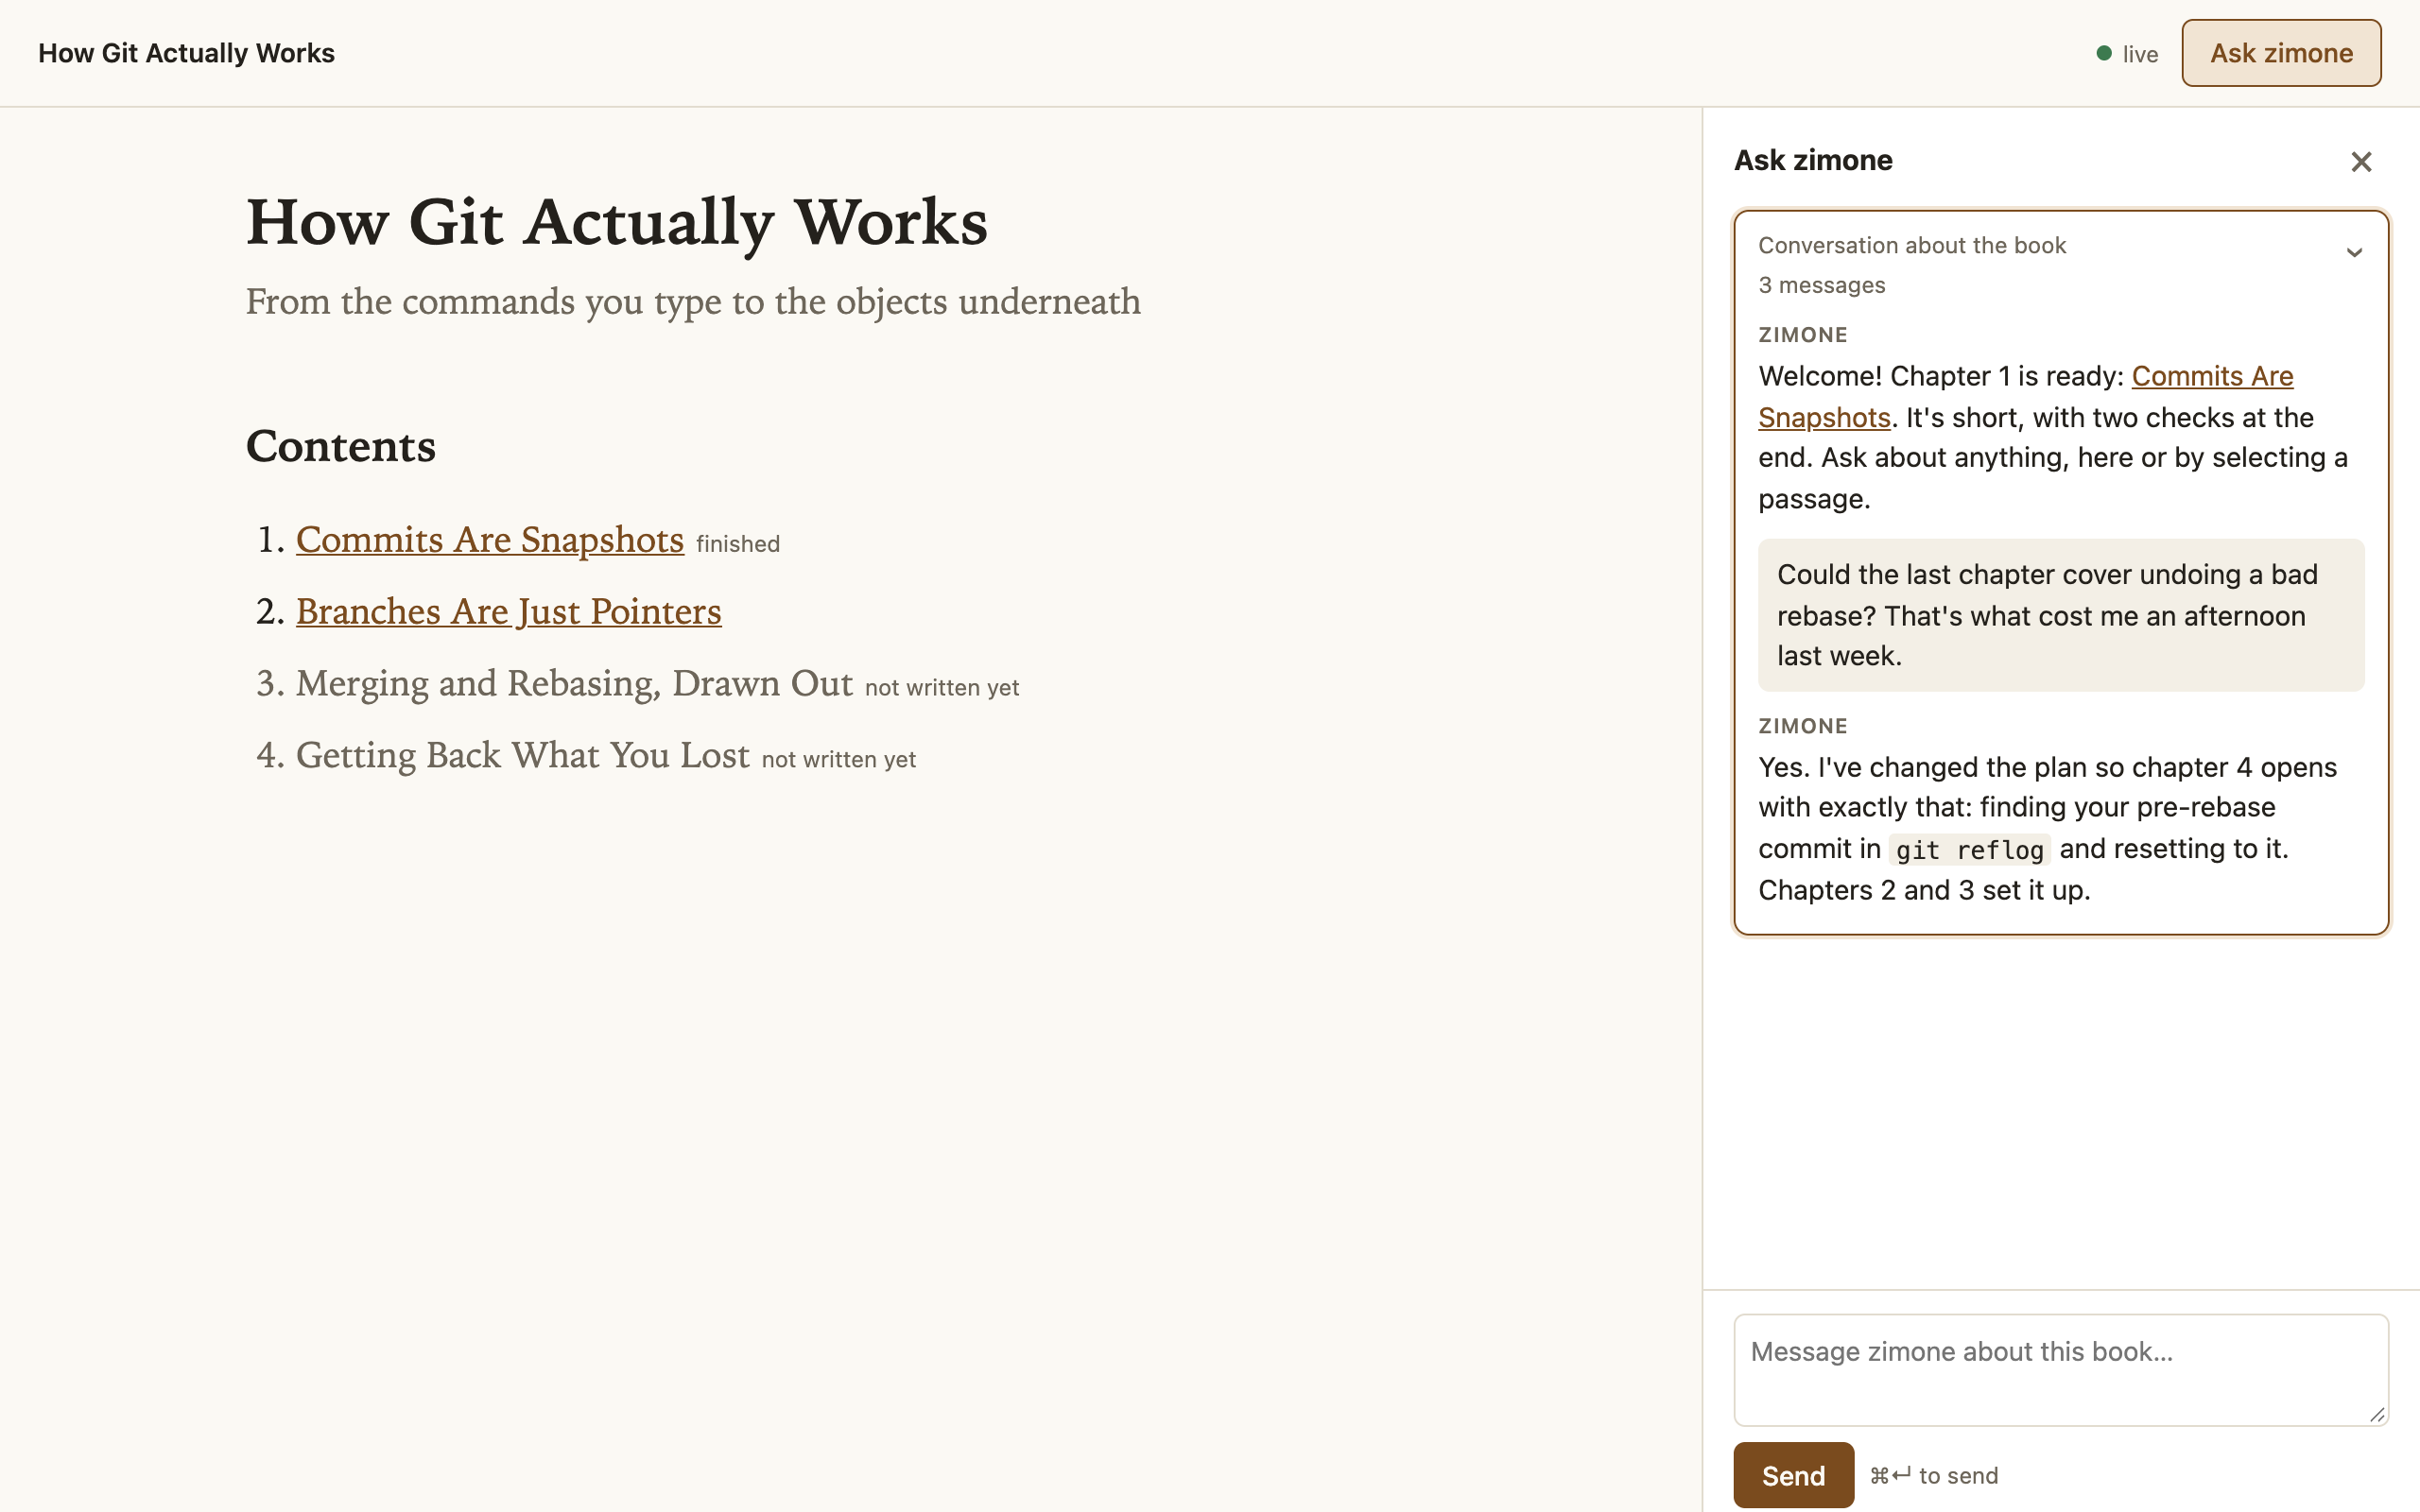 How Git Actually Works
live
Ask zimone
How Git Actually Works
From the commands you type to the objects underneath
Contents
1. Commits Are Snapshots finished
2. Branches Are Just Pointers
3. Merging and Rebasing, Drawn Out not written yet
4. Getting Back What You Lost not written yet
Ask zimone
Conversation about the book
3 messages
ZIMONE
Welcome! Chapter 1 is ready: Commits Are
Snapshots. It's short, with two checks at the
end. Ask about anything, here or by selecting a
passage.
Could the last chapter cover undoing a bad
rebase? That's what cost me an afternoon
last week.
ZIMONE
Yes. I've changed the plan so chapter 4 opens
with exactly that: finding your pre-rebase
commit in git reflog and resetting to it.
Chapters 2 and 3 set it up.
Message zimone about this book...
Send
⌘↵ to send